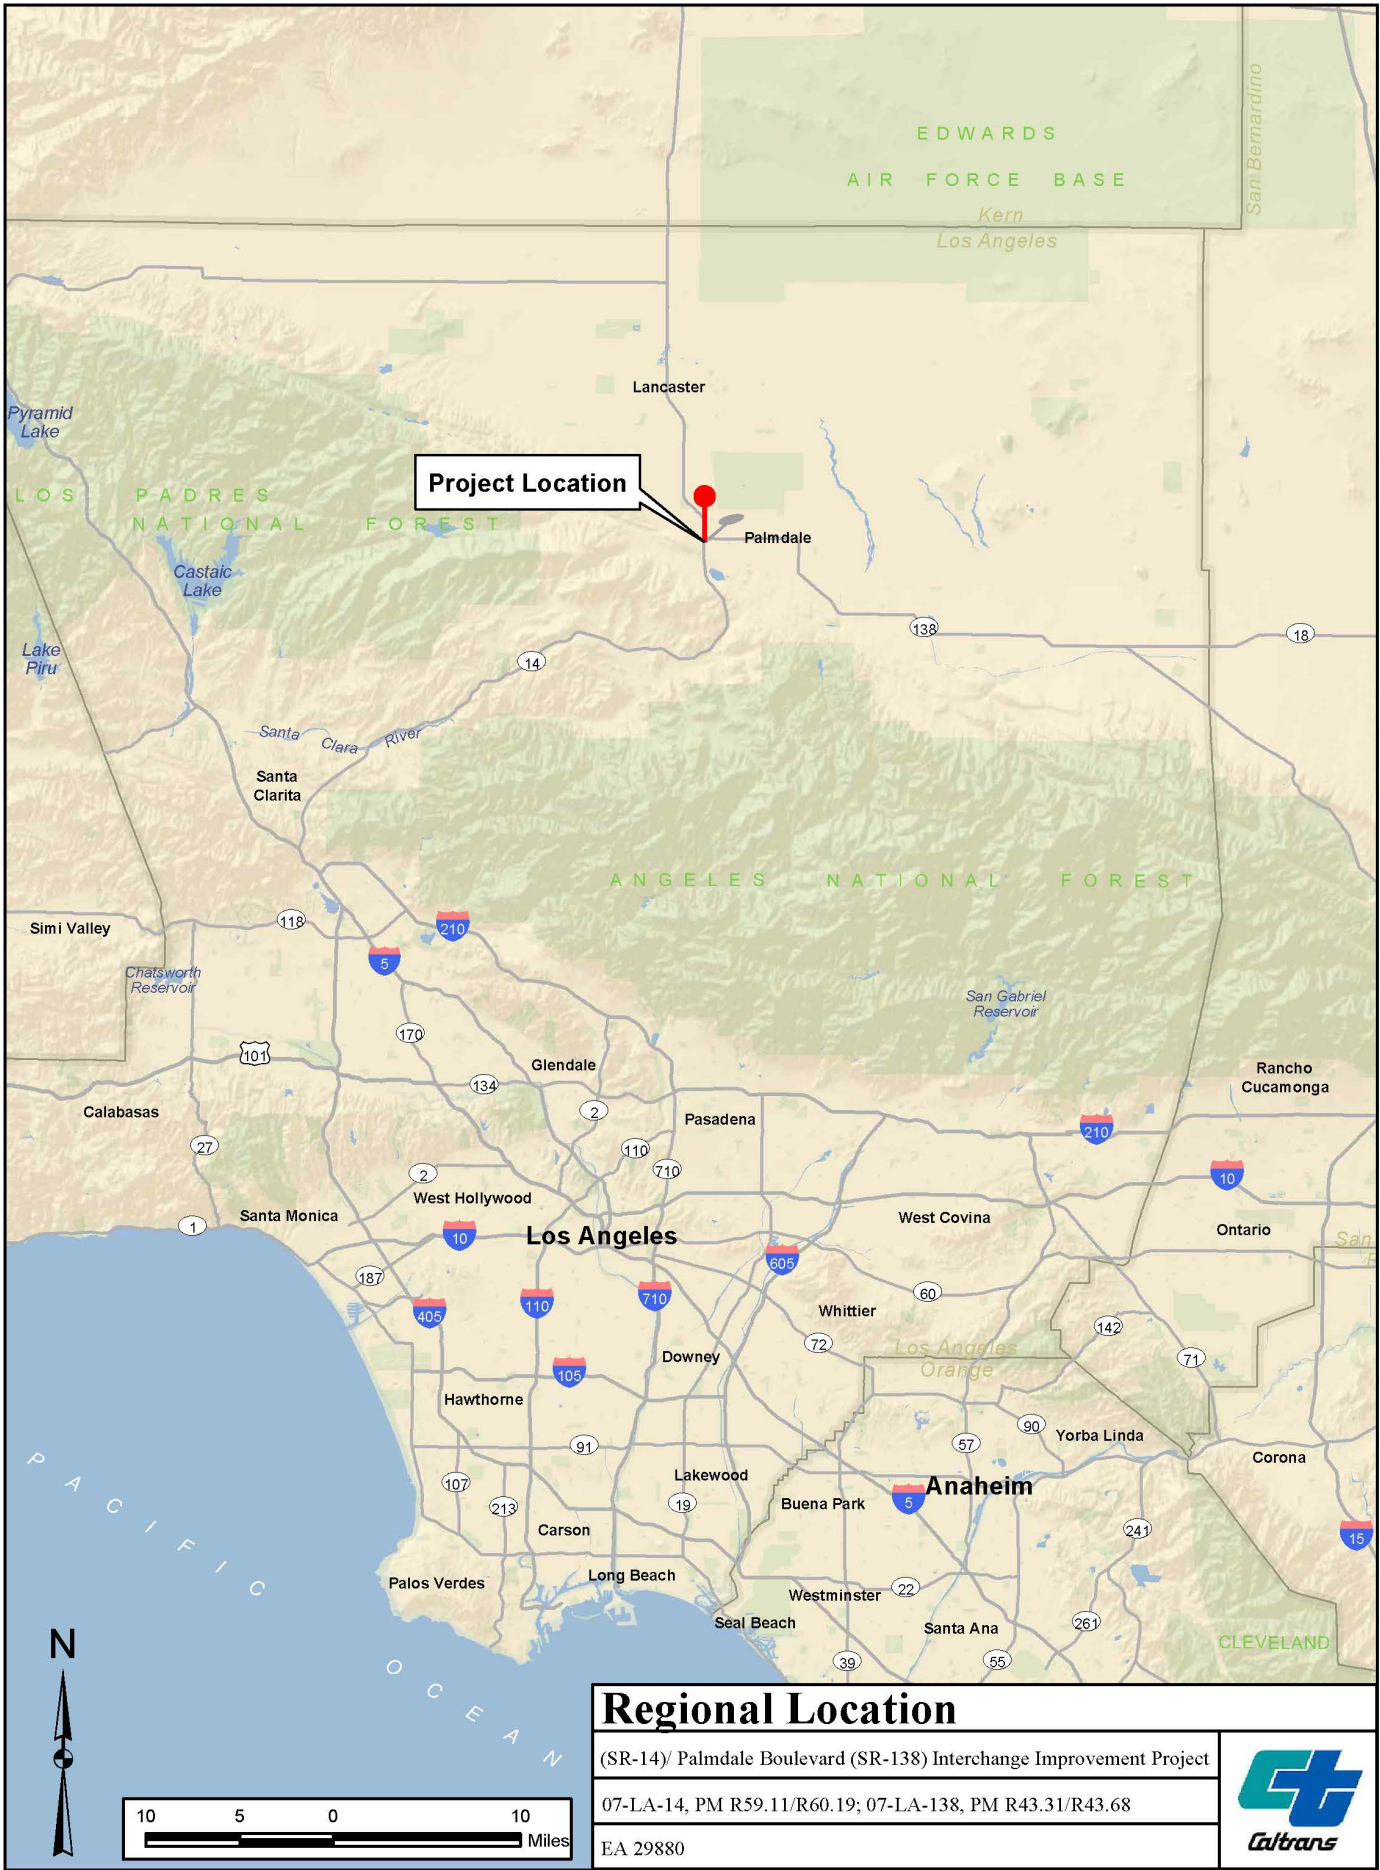 EDWARDS
AIR FORCE BASE
San Bernardino
Kern
Los Angeles
Lancaster
Pyramid
Lake
Project Location
LOS PADRES
NATIONAL FOREST
Palmdale
Castaic
Lake
138
18
Lake
Piru
14
Santa Clara River
Santa
Clarita
ANGELES NATIONAL FOREST
118
210
Simi Valley
5
Chatsworth
Reservoir
San Gabriel
Reservoir
170
101
Glendale
Rancho
Cucamonga
134
Calabasas
2
Pasadena
210
27
110
710
2
10
West Hollywood
Santa Monica
1
West Covina
Los Angeles
10
Ontario
San
605
187
60
710
110
405
Whittier
142
72
Los Angeles
Orange
Downey
71
105
Hawthorne
90
Yorba Linda
57
91
Corona
Lakewood
107
Anaheim
5
Buena Park
19
213
Carson
241
15
PACIFIC OCEAN
Long Beach
Palos Verdes
22
Westminster
Seal Beach
Santa Ana
261
CLEVELAND
39
55
N
Regional Location
(SR-14)/ Palmdale Boulevard (SR-138) Interchange Improvement Project
07-LA-14, PM R59.11/R60.19; 07-LA-138, PM R43.31/R43.68
EA 29880
Ct
Caltrans
10 5 0 10
Miles